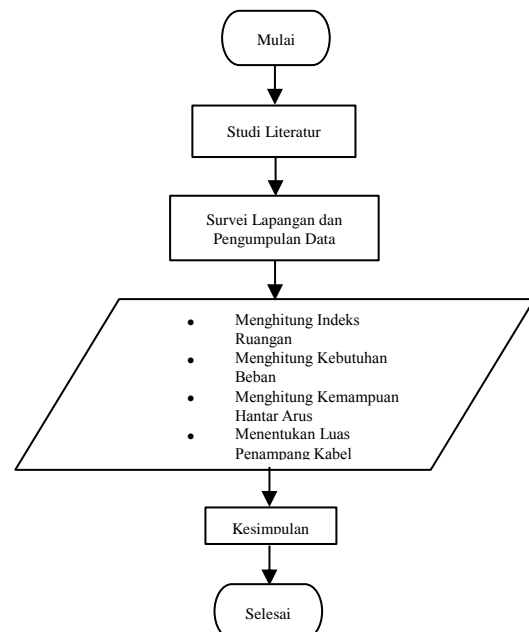 Mulai
Studi Literatur
Survei Lapangan dan
Pengumpulan Data
• Menghitung Indeks
Ruangan
• Menghitung Kebutuhan
Beban
• Menghitung Kemampuan
Hantar Arus
• Menentukan Luas
Penampang Kabel
Kesimpulan
Selesai